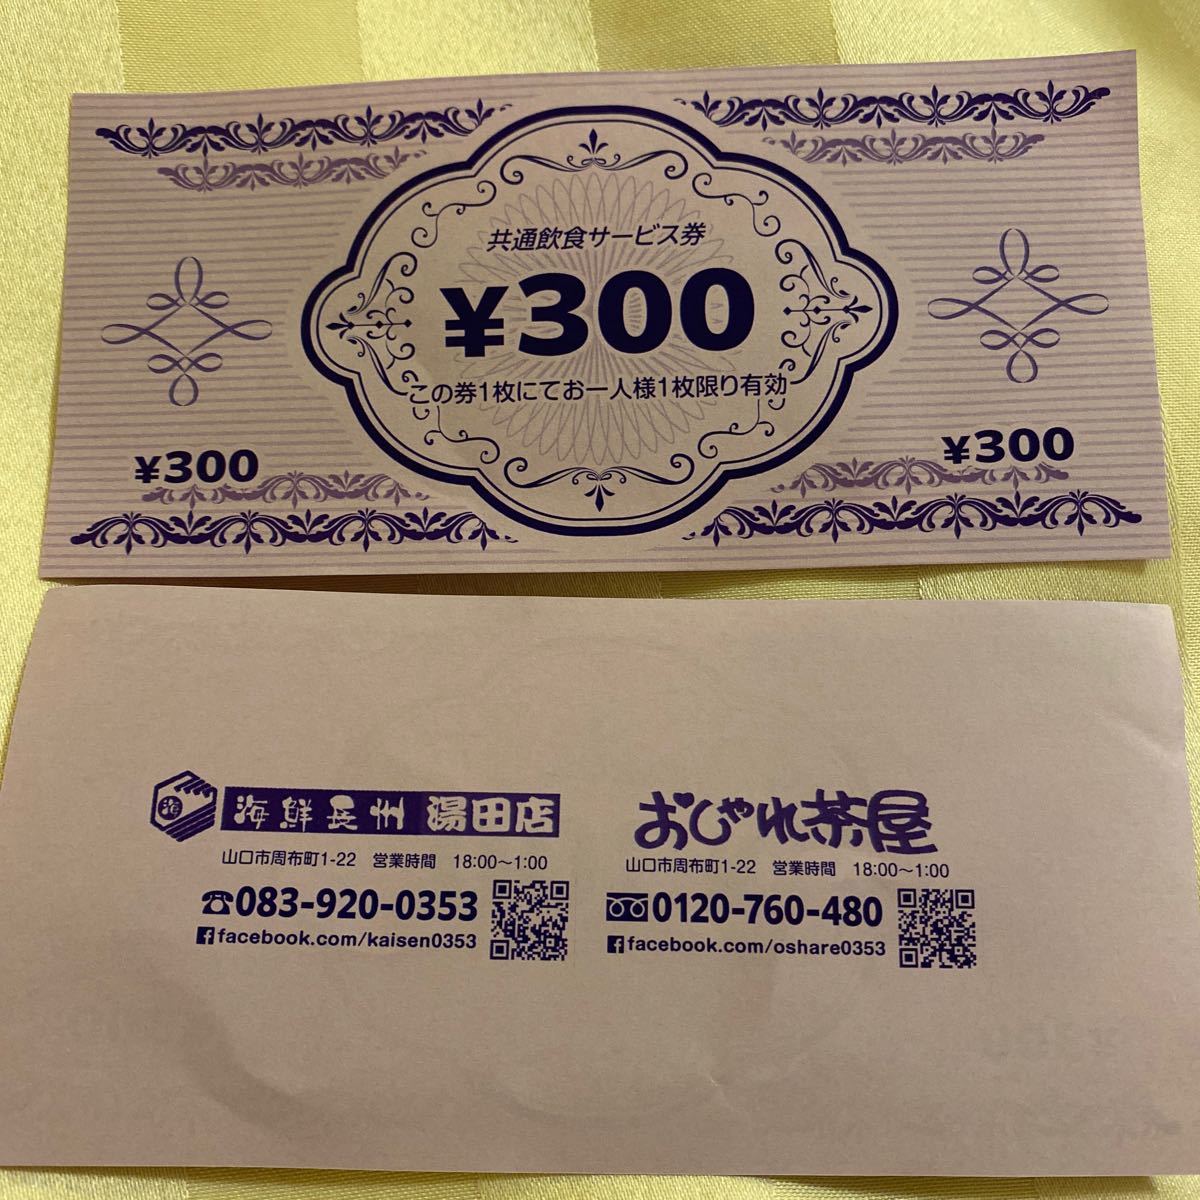 共通飲食サービス券
¥300
この券1枚にてお一人様1枚限り有効
¥300
¥300
海 海鮮長州 湯田店
山口市周布町1-22 営業時間 18:00〜1:00
☎083-920-0353
facebook.com/kaisen0353
おしゃれ茶屋
山口市周布町1-22 営業時間 18:00〜1:00
0120-760-480
facebook.com/oshare0353